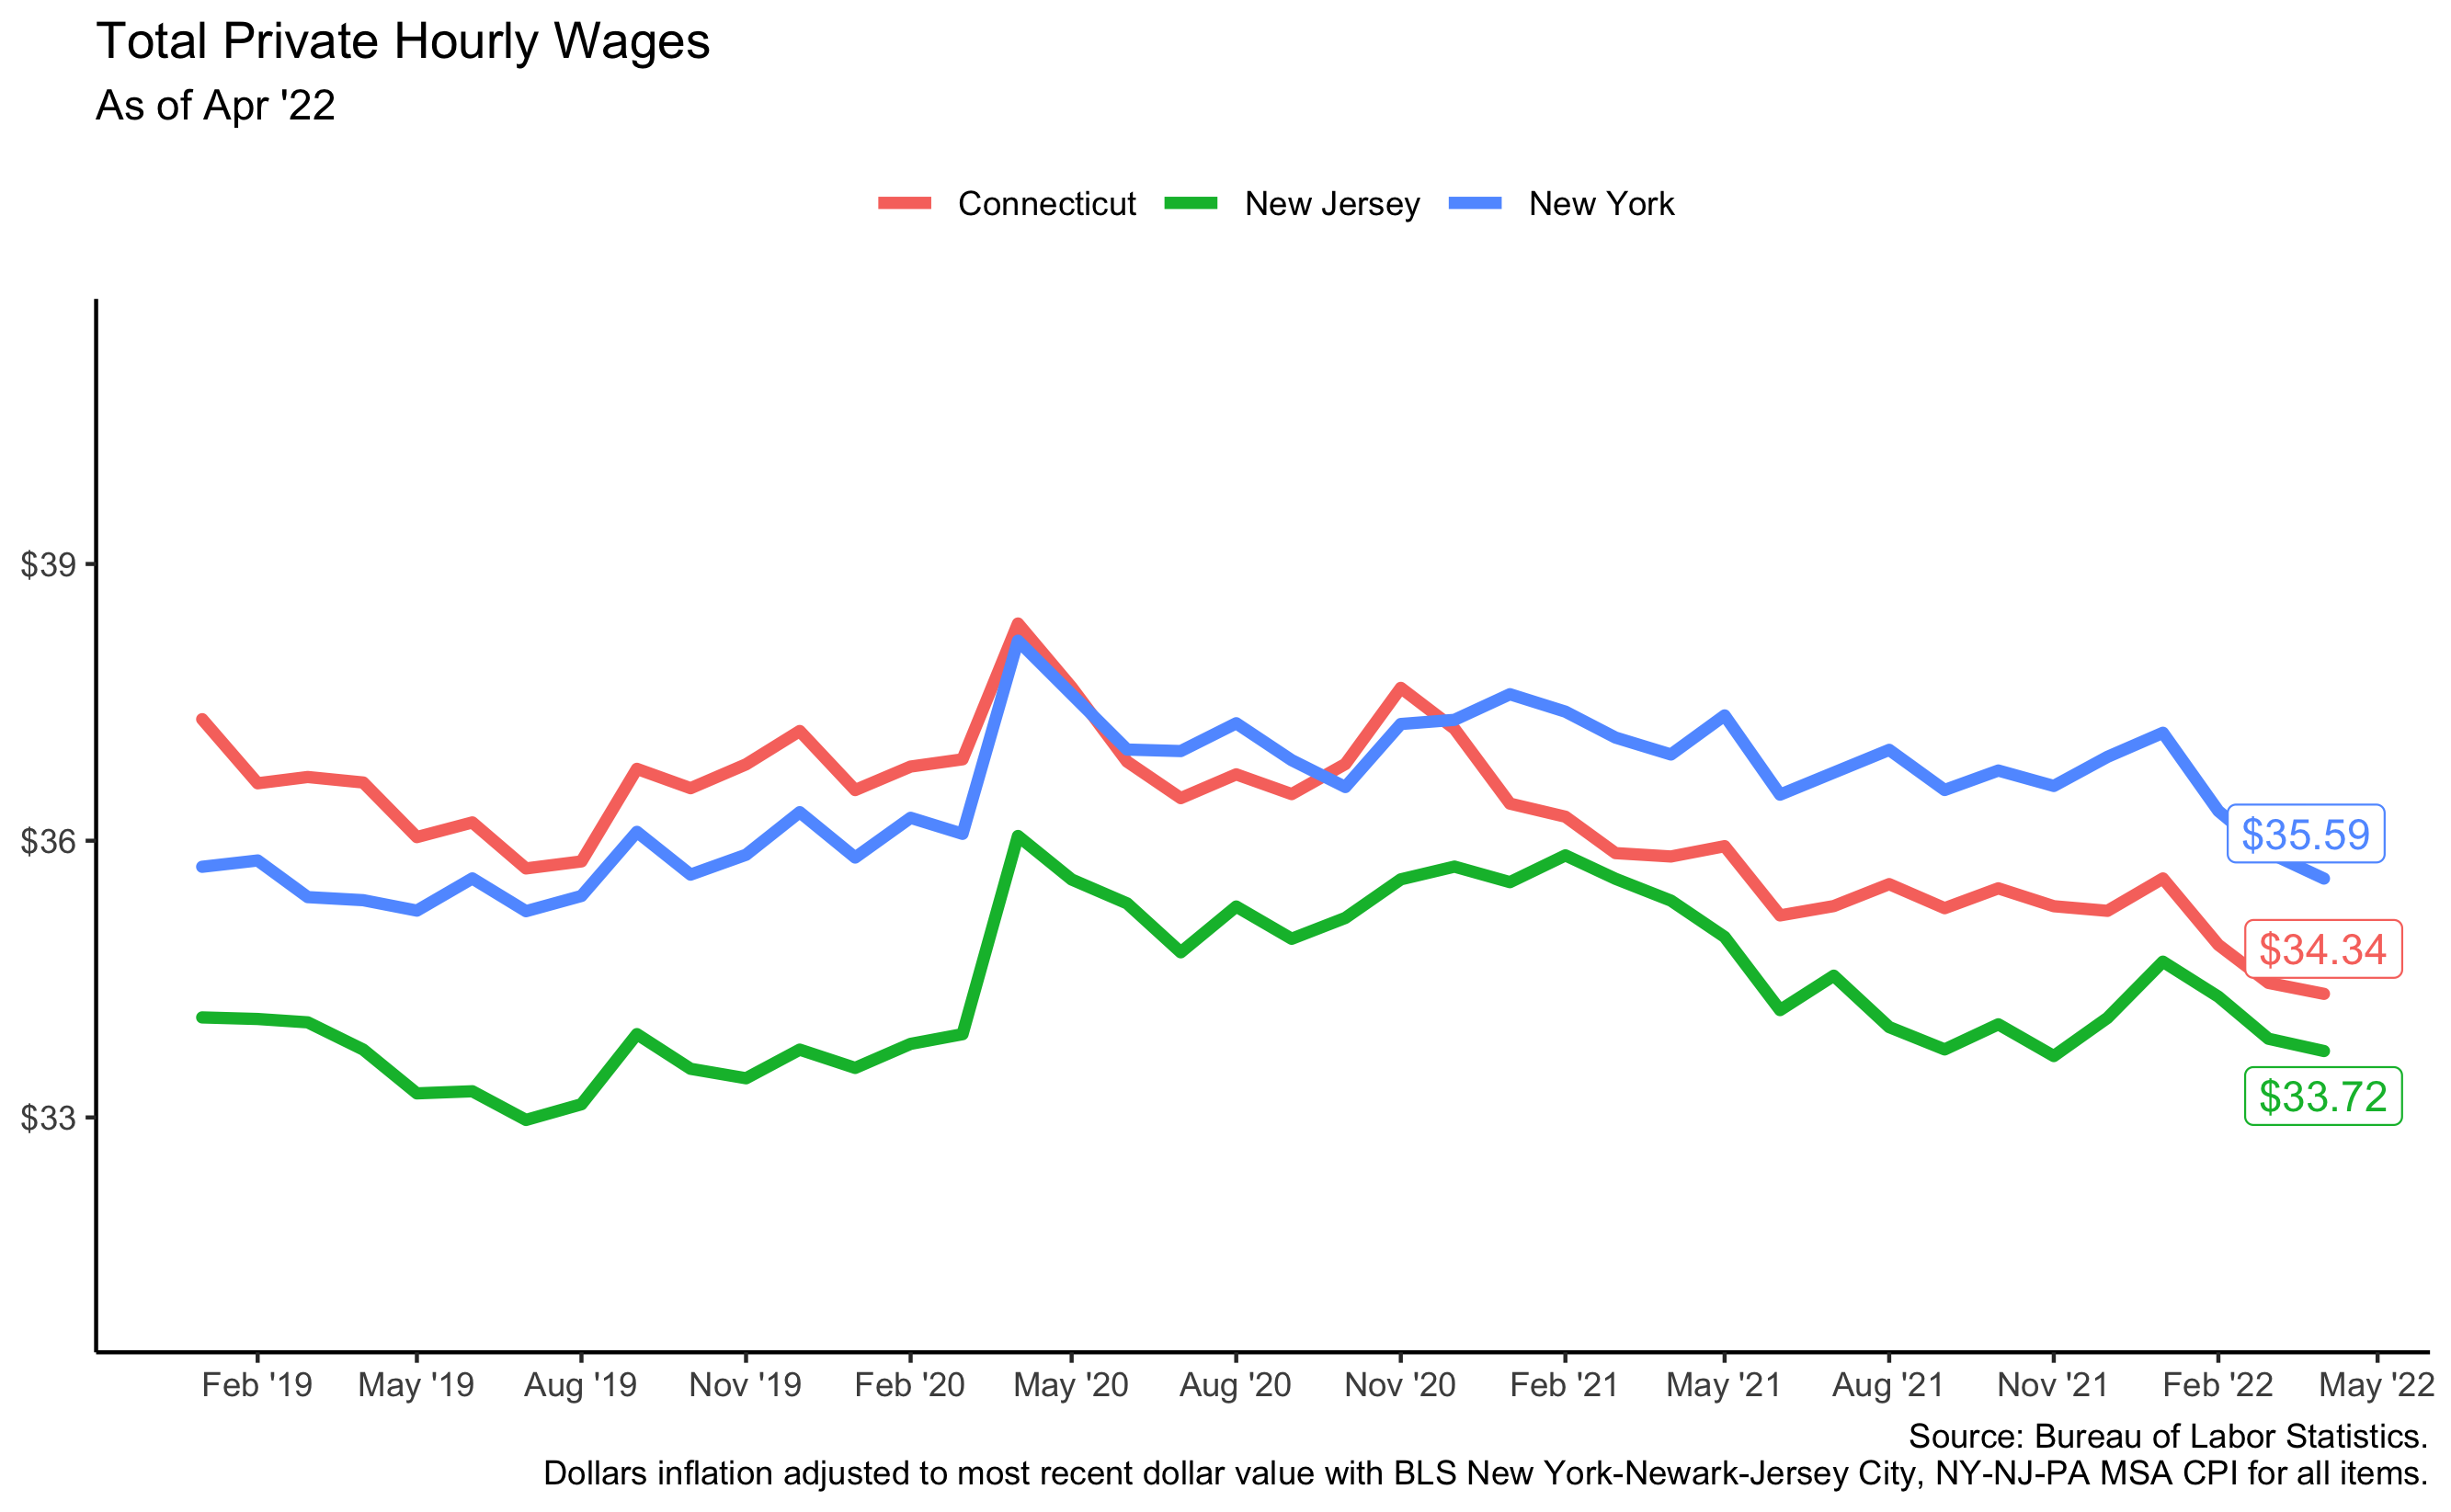 Total Private Hourly Wages
As of Apr '22
Connecticut New Jersey New York
$39
$36
$33
$35.59
$34.34
$33.72
Feb '19 May '19 Aug '19 Nov '19 Feb '20 May '20 Aug '20 Nov '20 Feb '21 May '21 Aug '21 Nov '21 Feb '22 May '22
Source: Bureau of Labor Statistics.
Dollars inflation adjusted to most recent dollar value with BLS New York-Newark-Jersey City, NY-NJ-PA MSA CPI for all items.